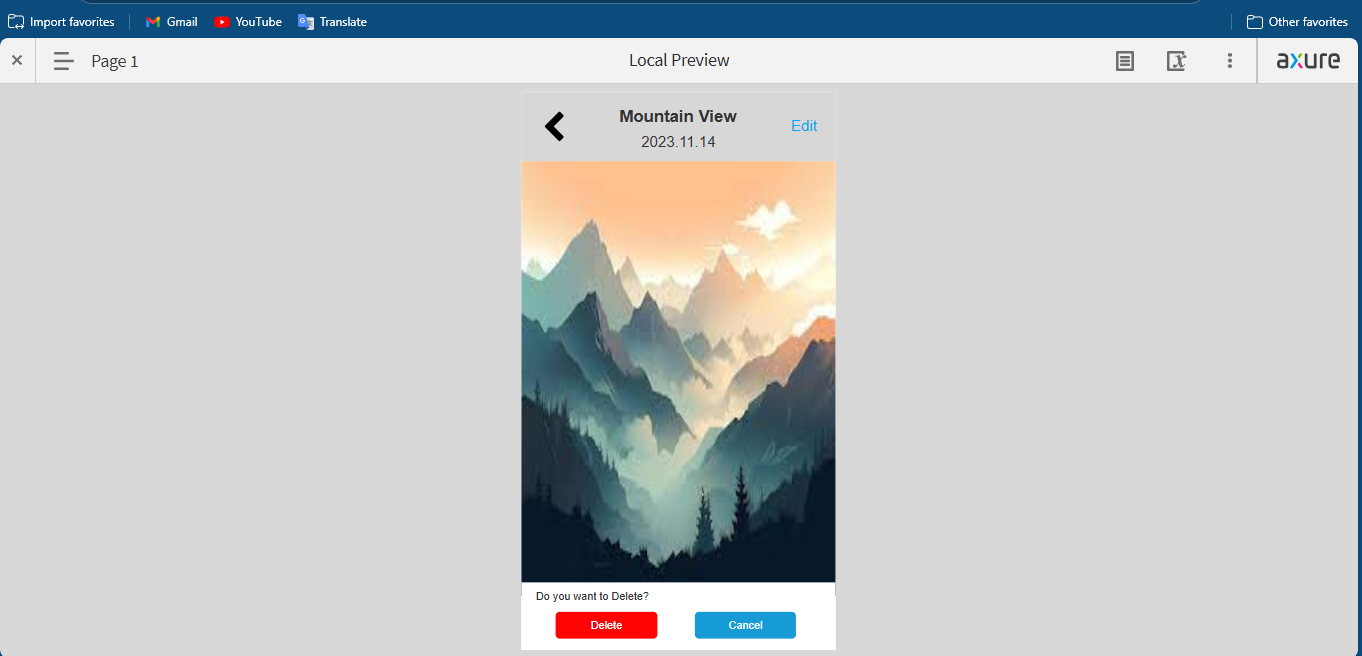 Import favorites
Gmail
YouTube
Translate
Other favorites
Page 1
Local Preview
axure
Mountain View
2023.11.14
Edit
Do you want to Delete?
Delete
Cancel